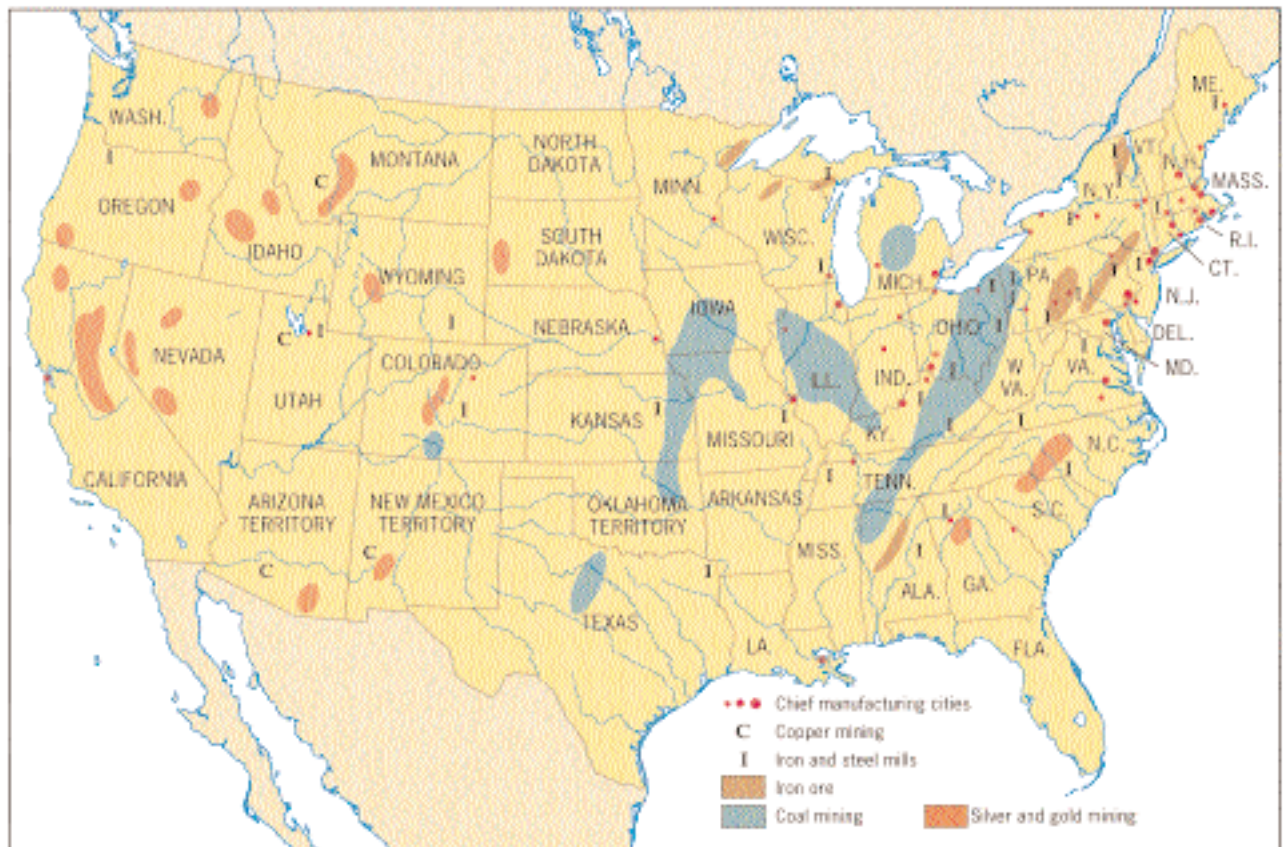 WASH.
MONTANA
NORTH
DAKOTA
MINN.
ME.
I
VT.
N.H.
MASS.
N.Y.
I
I
I
I
C
OREGON
IDAHO
SOUTH
DAKOTA
WISC.
I
I
MICH.
R.I.
CT.
WYOMING
I
IOWA
PA.
I
I
I
I
I
N.J.
C
I
NEVADA
NEBRASKA
COLORADO
I
OHIO
I
I
DEL.
MD.
UTAH
KANSAS
I
MISSOURI
I
ILL.
IND.
I
I
W
VA.
VA.
I
I
KY.
I
CALIFORNIA
ARIZONA
TERRITORY
NEW MEXICO
TERRITORY
OKLAHOMA
TERRITORY
ARKANSAS
I
TENN.
N.C.
I
S.C.
C
C
I
MISS.
I
I
ALA.
GA.
TEXAS
LA.
FLA.
Chief manufacturing cities
C Copper mining
I Iron and steel mills
Iron ore
Coal mining
Silver and gold mining